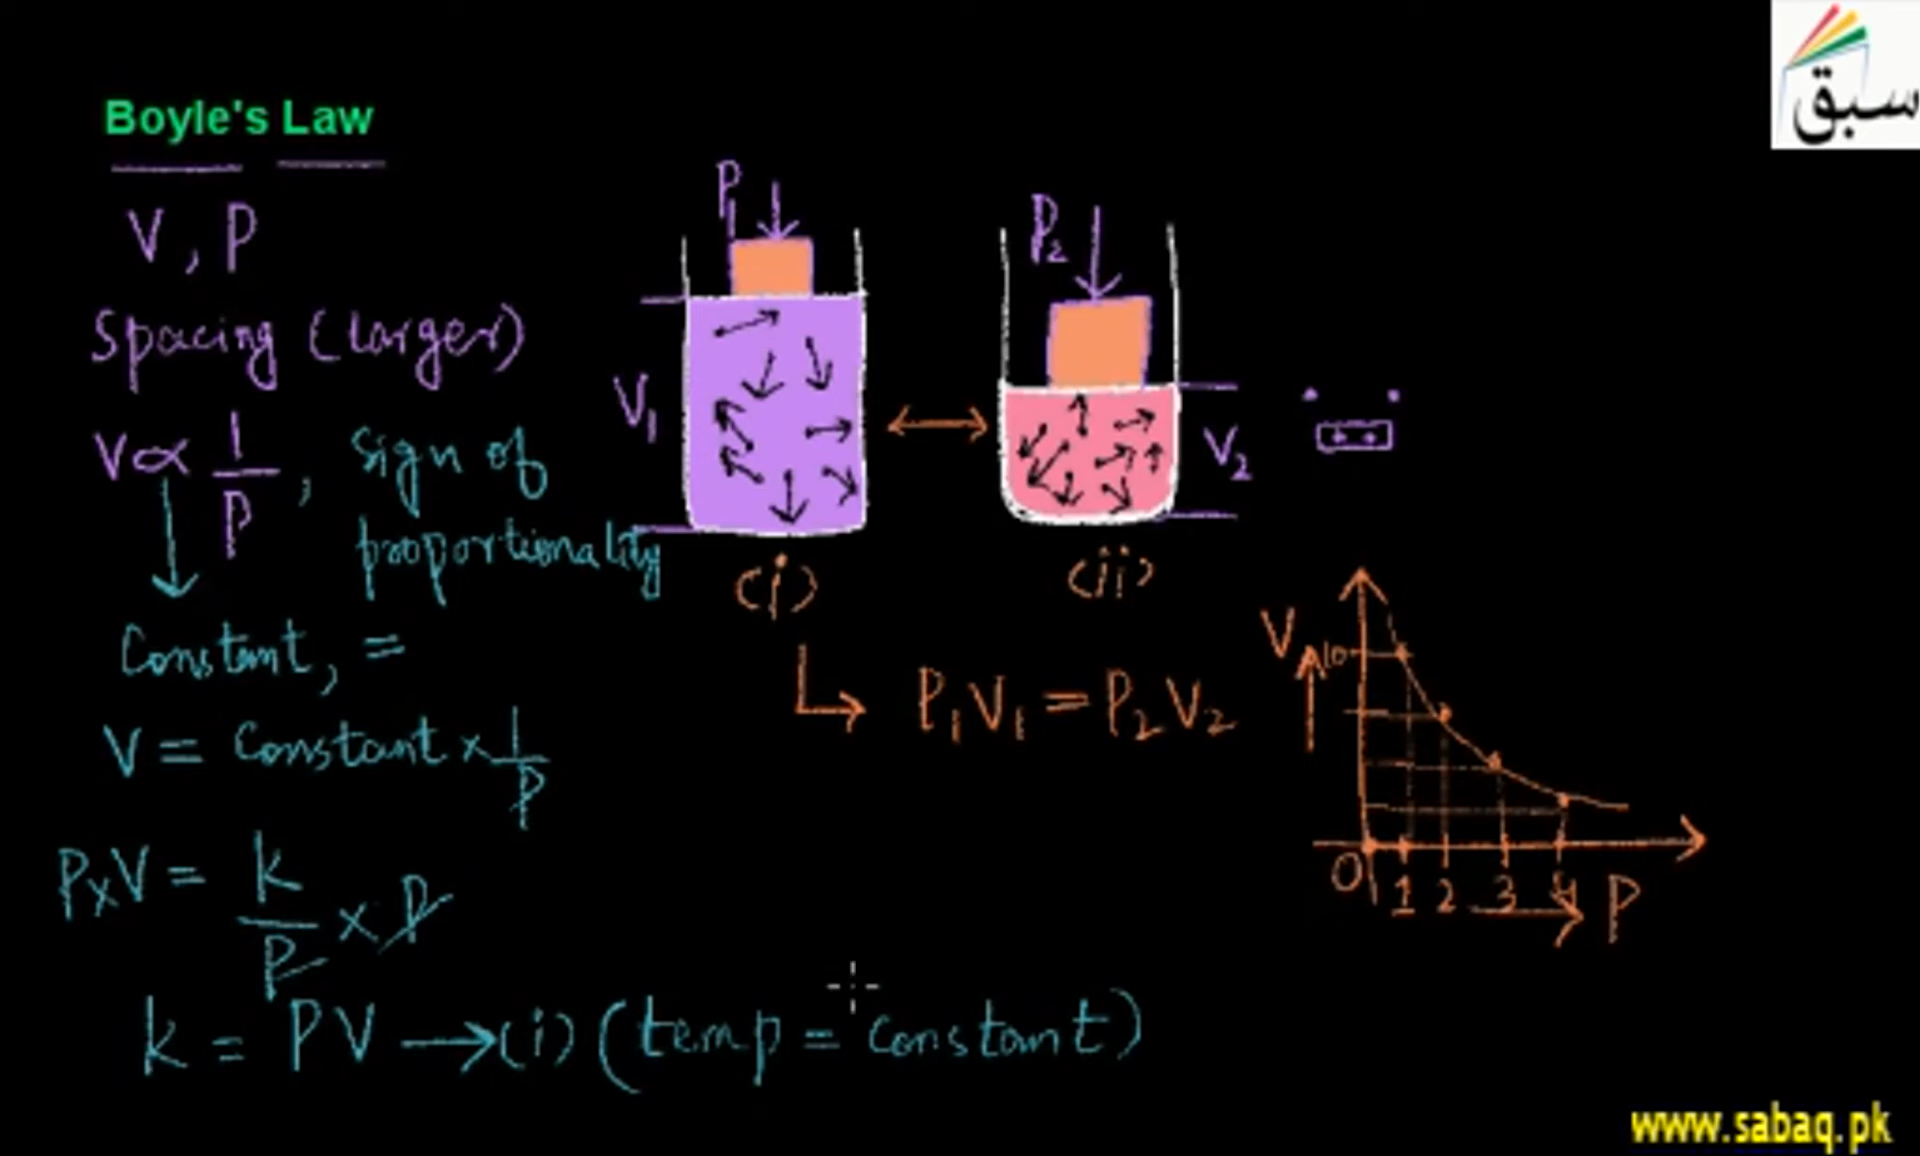 سبق
Boyle's Law
V, P
Spacing (larger)
V ∝ 1/P, sign of
proportionality
Constant, =
V = Constant × 1/P
P × V = k/P × P
k = PV → (i) (temp = constant)
P₁
V₁
(i)
P₂
V₂
(ii)
P₁V₁ = P₂V₂
V
10
0 1 2 3 4 P
www.sabaq.pk